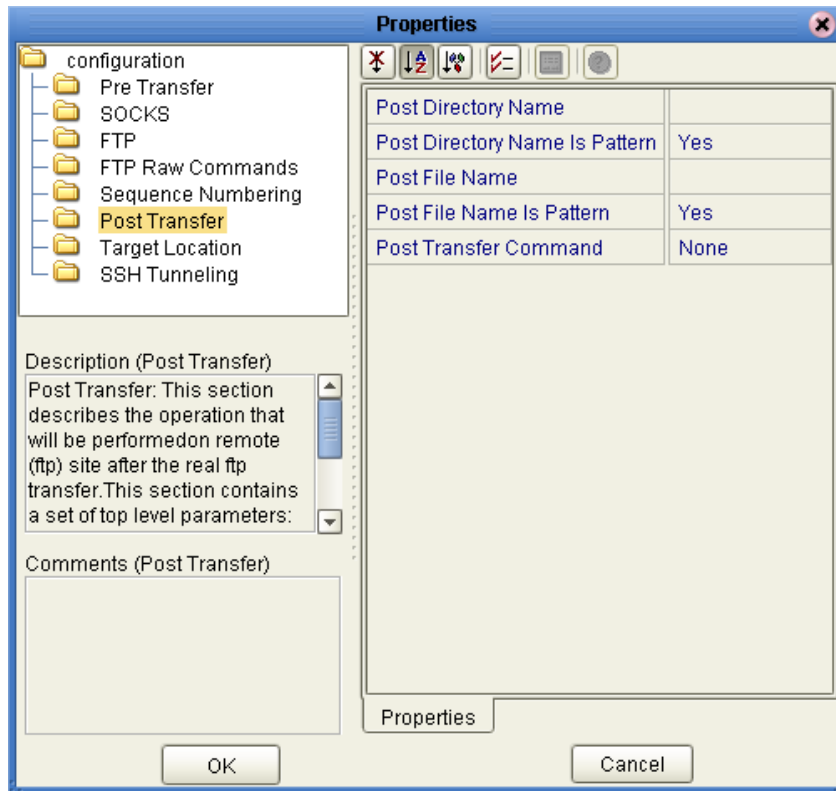 Properties
configuration
Pre Transfer
SOCKS
FTP
FTP Raw Commands
Sequence Numbering
Post Transfer
Target Location
SSH Tunneling
Description (Post Transfer)
Post Transfer: This section
describes the operation that
will be performedon remote
(ftp) site after the real ftp
transfer.This section contains
a set of top level parameters:
Comments (Post Transfer)
Post Directory Name
Post Directory Name Is Pattern Yes
Post File Name
Post File Name Is Pattern Yes
Post Transfer Command None
Properties
OK
Cancel